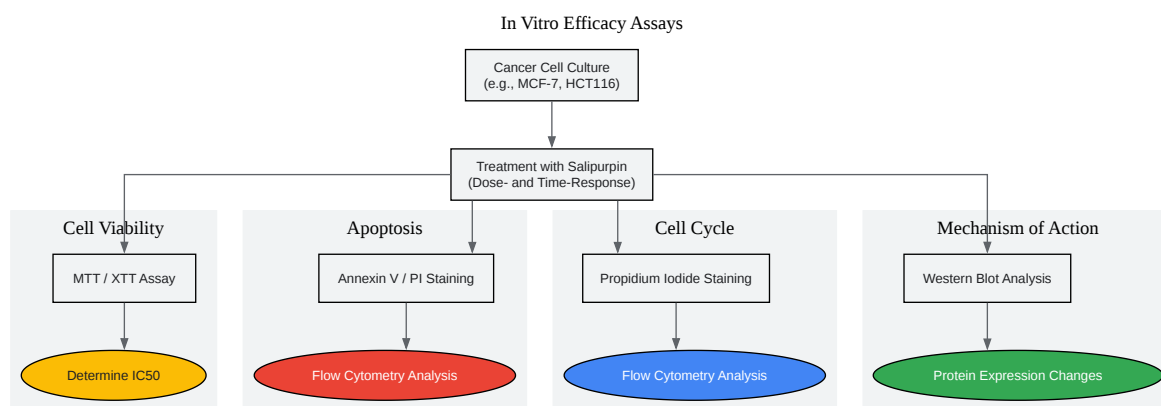 In Vitro Efficacy Assays
Cancer Cell Culture
(e.g., MCF-7, HCT116)
Treatment with Salipurpin
(Dose- and Time-Response)
Cell Viability
MTT / XTT Assay
Determine IC50
Apoptosis
Annexin V / PI Staining
Flow Cytometry Analysis
Cell Cycle
Propidium Iodide Staining
Flow Cytometry Analysis
Mechanism of Action
Western Blot Analysis
Protein Expression Changes